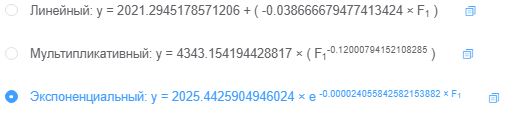 Линейный: y = 2021.2945178571206 + ( -0.038666679477413424 × F₁ )
Мультипликативный: y = 4343.154194428817 × ( F₁^-0.12000794152108285 )
Экспоненциальный: y = 2025.4425904946024 × e^-0.000024055842582153882 × F₁